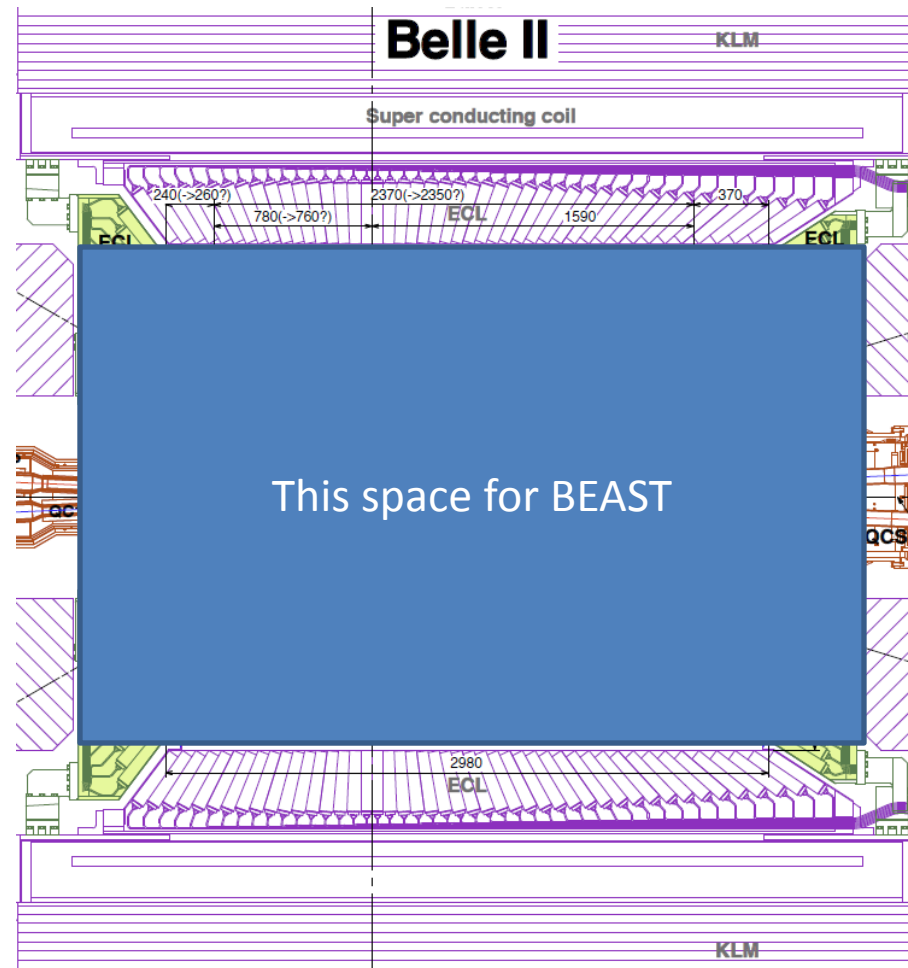 Belle II
KLM
Super conducting coil
240(->260?) 2370(->2350?) 370
ECL
780(->760?) 1590
ECL ECL
This space for BEAST
QC
QCS
2980
ECL
KLM